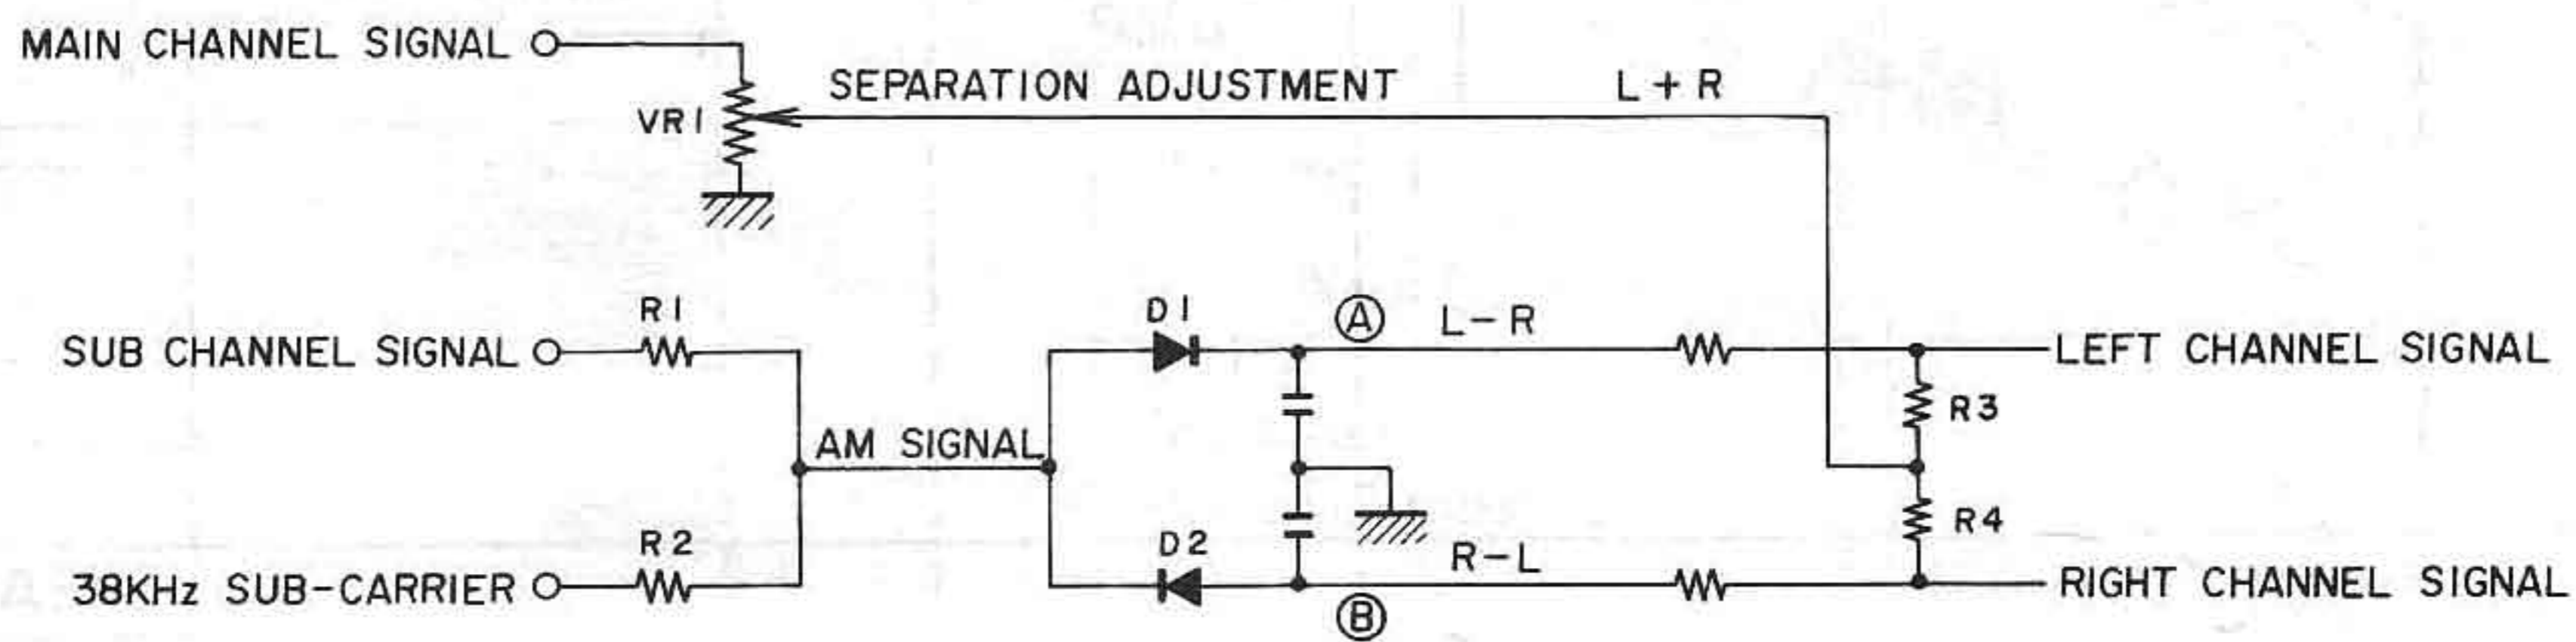 MAIN CHANNEL SIGNAL
SEPARATION ADJUSTMENT
L+R
VR1
R1
D1
A
L-R
SUB CHANNEL SIGNAL
LEFT CHANNEL SIGNAL
R3
AM SIGNAL
R4
R2
D2
R-L
38KHz SUB-CARRIER
RIGHT CHANNEL SIGNAL
B